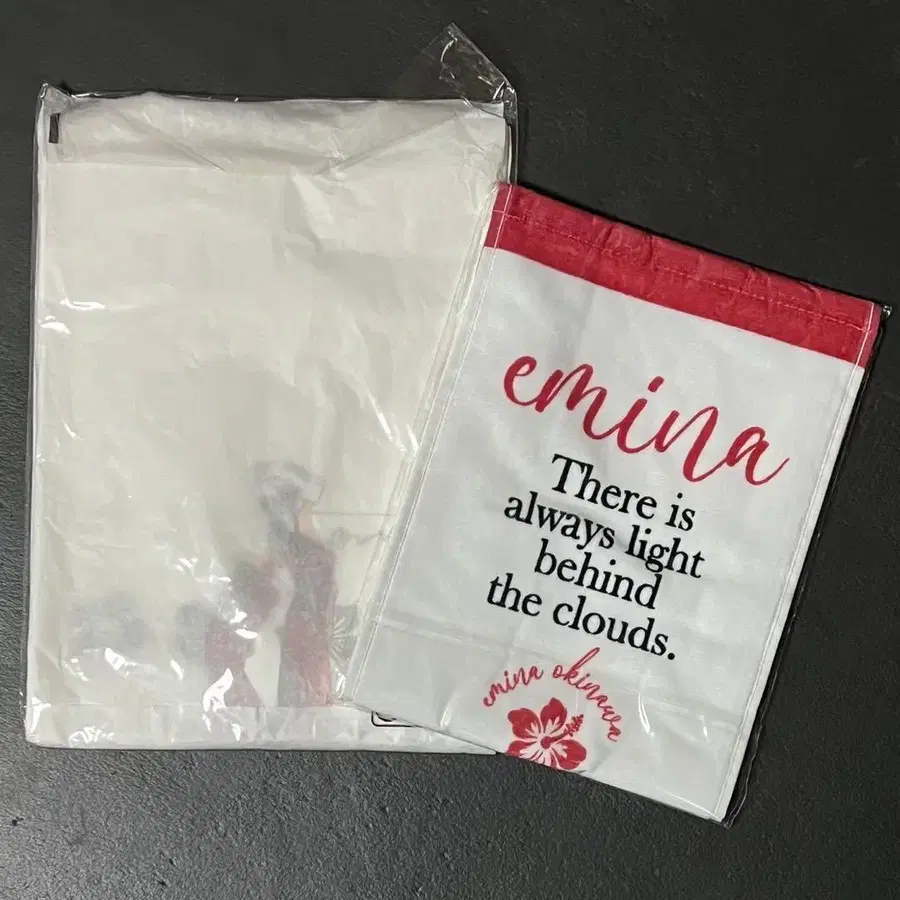 emina
There is
always light
behind
the clouds.
emina okinawa